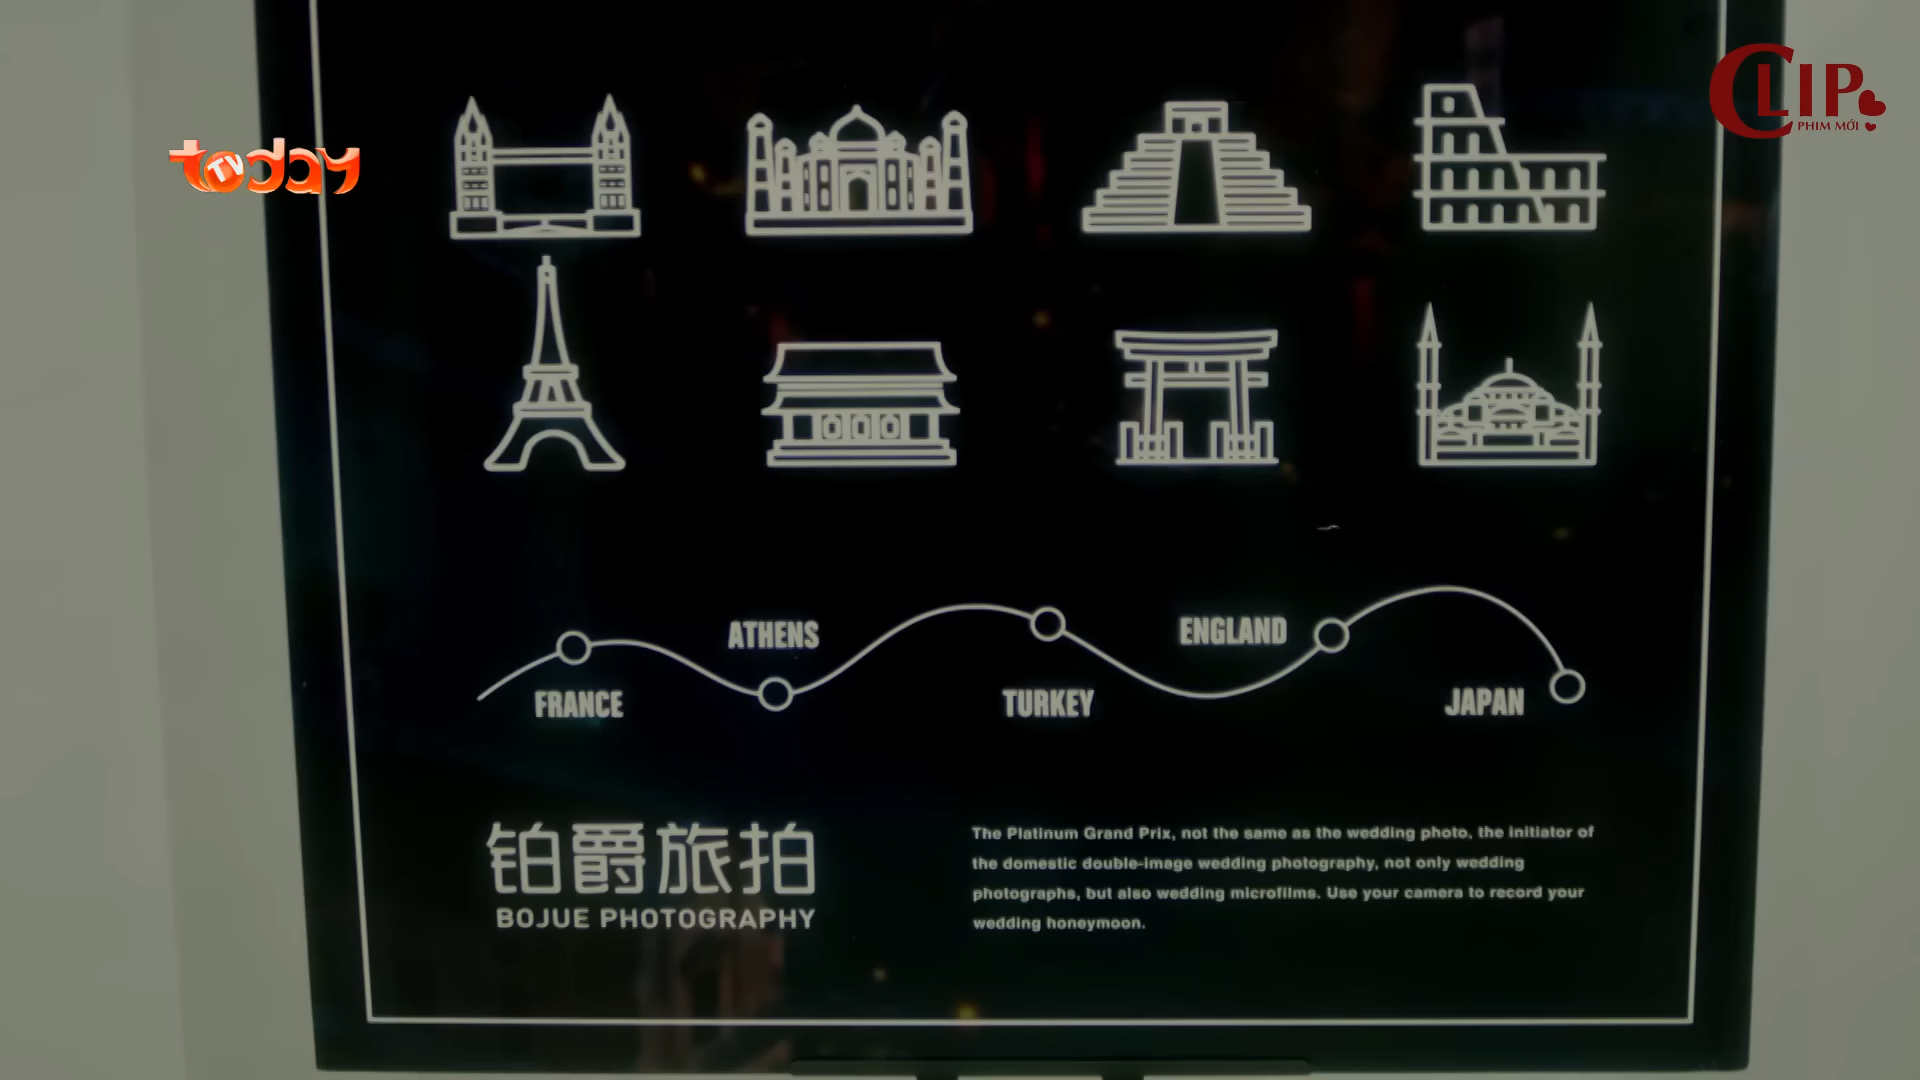 CLIP
PHIM MỚI
today
TV
ATHENS
ENGLAND
FRANCE
TURKEY
JAPAN
铂爵旅拍
BOJUE PHOTOGRAPHY
The Platinum Grand Prix, not the same as the wedding photo, the initiator of
the domestic double-image wedding photography, not only wedding
photographs, but also wedding microfilms. Use your camera to record your
wedding honeymoon.